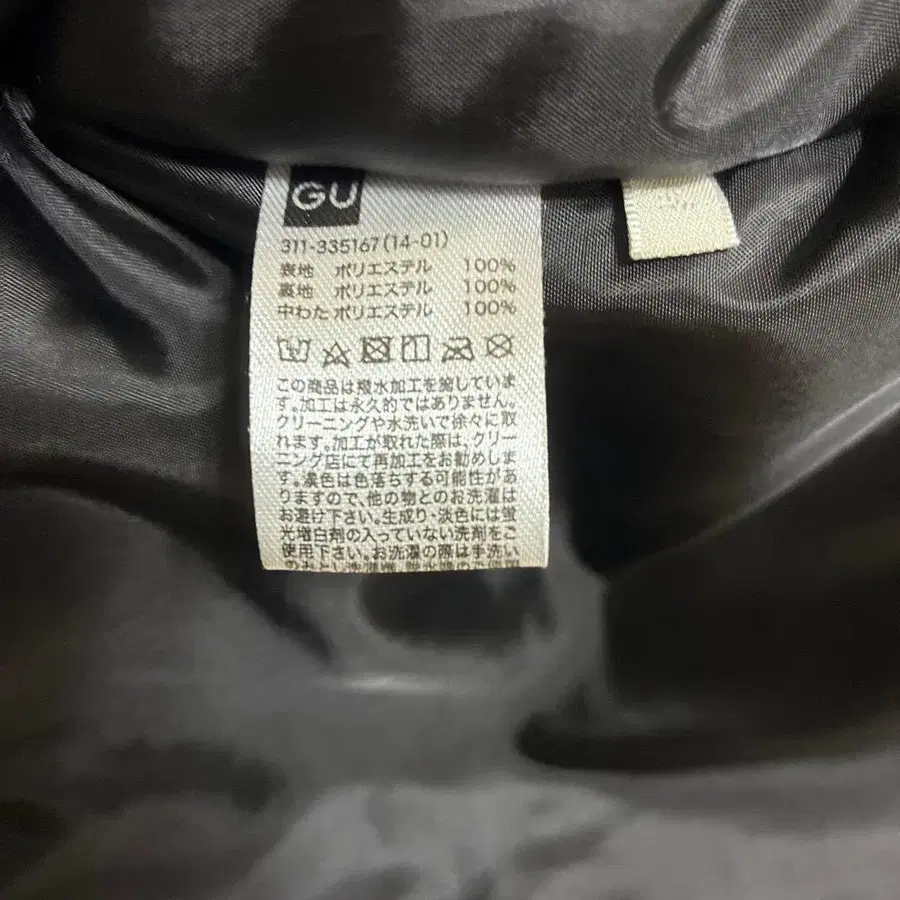 GU
311-335167(14-01)
表地 ポリエステル 100%
裏地 ポリエステル 100%
中わた ポリエステル 100%
この商品は撥水加工を施していま
す。加工は永久的ではありません。
クリーニングや水洗いで徐々に取
れます。加工が取れた際は、クリー
ニング店にて再加工をお勧めしま
す。濃色は色落ちする可能性があ
りますので、他の物とのお洗濯は
お避け下さい。生成り・淡色には蛍
光増白剤の入っていない洗剤をご
使用下さい。お洗濯の際は手洗い